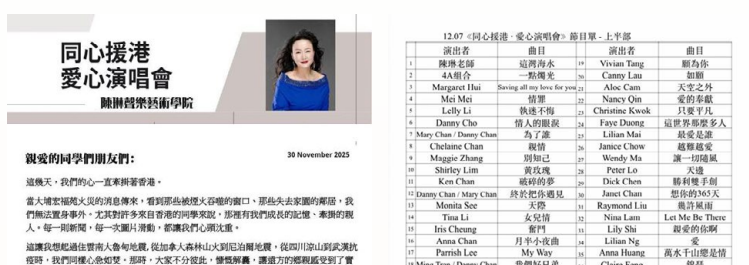 同心援港
愛心演唱會
陳琳聲樂藝術學院
親愛的同學們朋友們：
30 November 2025
這幾天，我們的心一直牽掛著香港。
當大埔宏福苑火災的消息傳來，看到那些被煙火吞噬的窗口、那些失去家園的鄰居，我
們無法置身事外。尤其對許多來自香港的同學來說，那裡有我們成長的記憶、牽掛的親
人。每一則新聞，每一次圖片滑動，都讓我們心頭沈重。
這讓我想起過往雲南大魯甸地震，從加拿大森林山火到尼泊爾地震，從四川涼山到武漢抗
疫時，我們同樣心急如焚，那時，大家不分彼此，慷慨解囊，讓遠方的鄉親感受到了實
12.07《同心援港 · 愛心演唱會》節目單 - 上半部
演出者 曲目 演出者 曲目
1 陳琳老師 這灣海水 19 Vivian Tang 願為你
2 4A組合 一點燭光 20 Canny Lau 如願
3 Margaret Hui Saving all my love for you 21 Aloc Cam 天空之外
4 Mei Mei 情罪 22 Nancy Qin 愛的奉獻
5 Lelly Li 執迷不悔 23 Christine Kwok 只要平凡
6 Danny Cho 情人的眼淚 24 Faye Duong 這世界那麼多人
7 Mary Chan / Danny Chan 為了誰 25 Lilian Mai 最愛是誰
8 Chelaine Chan 親情 26 Janice Chow 越難越愛
9 Maggie Zhang 別知己 27 Wendy Ma 讓一切隨風
10 Shirley Lim 黃玫瑰 28 Peter Lo 天邊
11 Ken Chan 破碎的夢 29 Dick Chen 勝利雙手創
12 Danny Chan / Mary Chan 終於把你遇見 30 Janet Chan 想你的365天
13 Monita See 天際 31 Raymond Liu 幾許風雨
14 Tina Li 女兒情 32 Nina Lam Let Me Be There
15 Iris Cheung 奮鬥 33 Lily Shi 親愛的你啊
16 Anna Chan 月半小夜曲 34 Lilian Ng 愛
17 Parrish Lee My Way 35 Anna Huang 萬水千山總是情